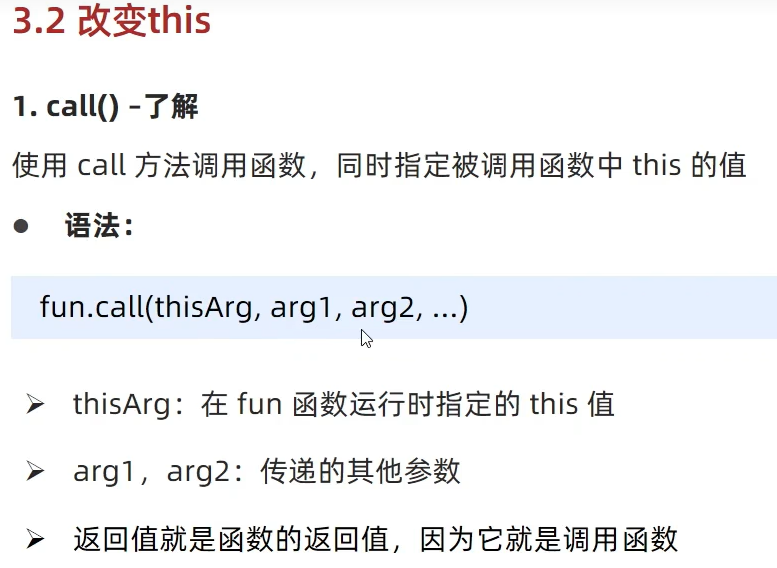 3.2 改变this
1. call() –了解
使用 call 方法调用函数，同时指定被调用函数中 this 的值
● 语法：
fun.call(thisArg, arg1, arg2, ...)
➢ thisArg：在 fun 函数运行时指定的 this 值
➢ arg1，arg2：传递的其他参数
➢ 返回值就是函数的返回值，因为它就是调用函数